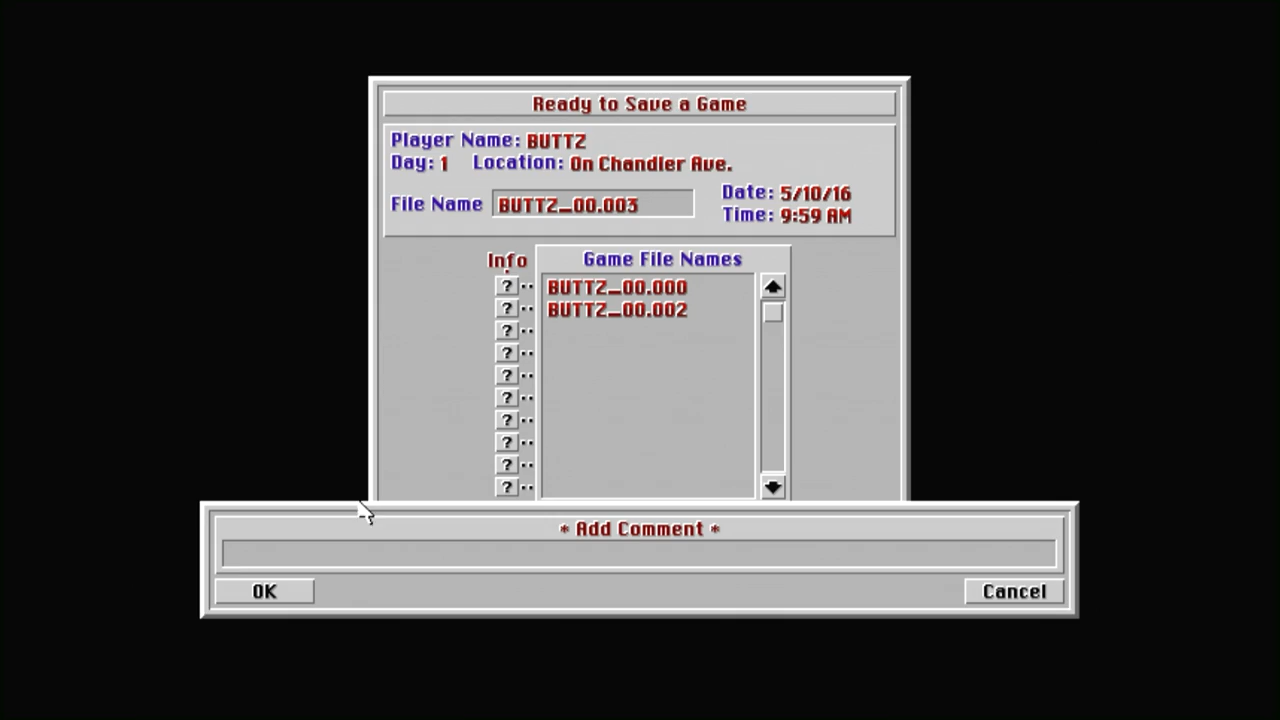 Ready to Save a Game
Player Name: BUTTZ
Day: 1 Location: On Chandler Ave.
Date: 5/10/16
File Name BUTTZ_00.003
Time: 9:59 AM
Info Game File Names
? BUTTZ_00.000
? BUTTZ_00.002
?
?
?
?
?
?
?
?
* Add Comment *
OK Cancel